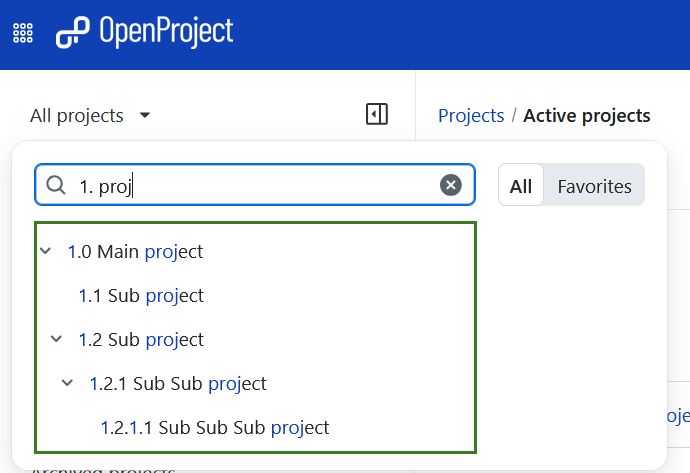 OpenProject
All projects
Projects / Active projects
1. proj
All Favorites
1.0 Main project
1.1 Sub project
1.2 Sub project
1.2.1 Sub Sub project
1.2.1.1 Sub Sub Sub project